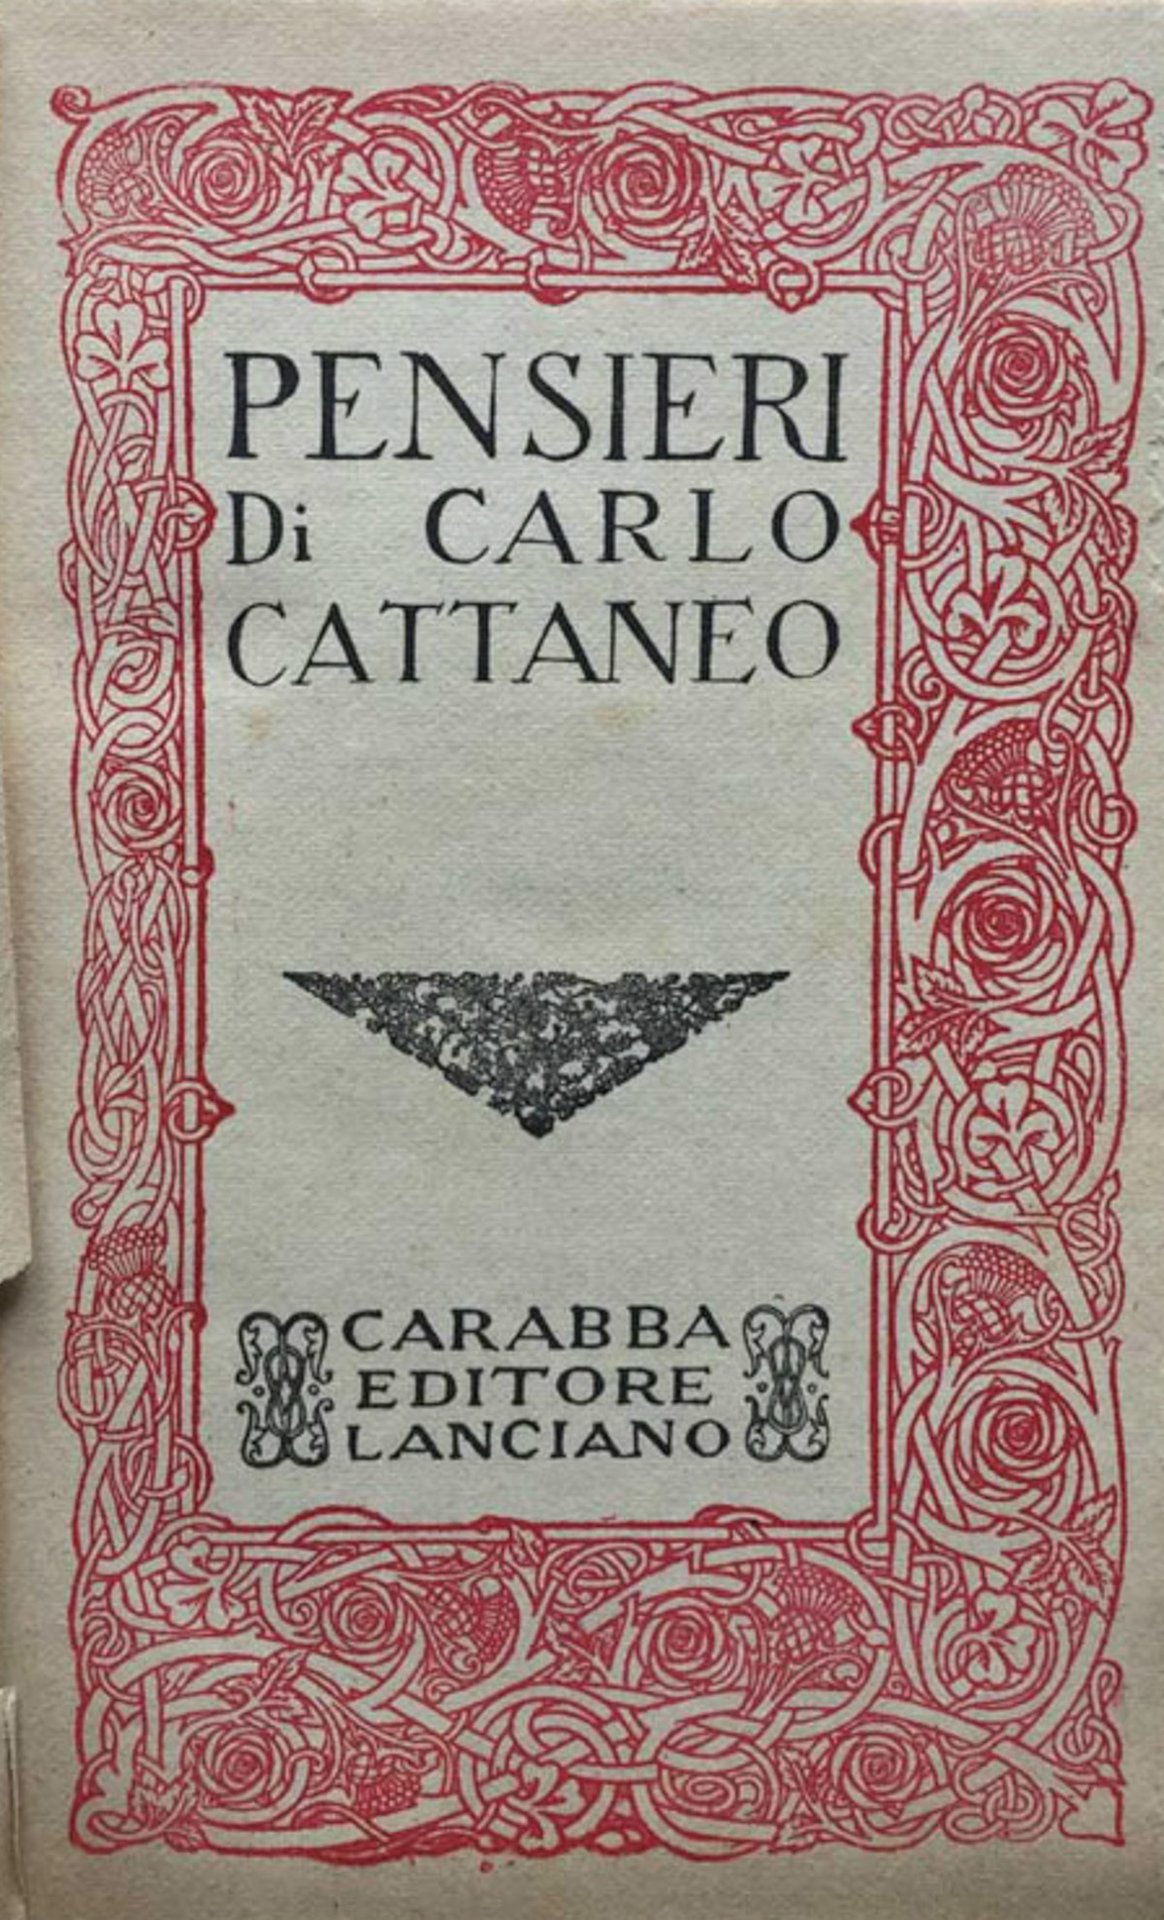 PENSIERI
Di CARLO
CATTANEO
CARABBA
EDITORE
LANCIANO